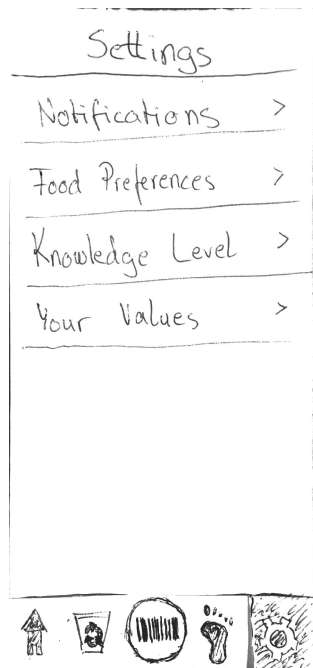 Settings
Notifications >
Food Preferences >
Knowledge Level >
Your Values >